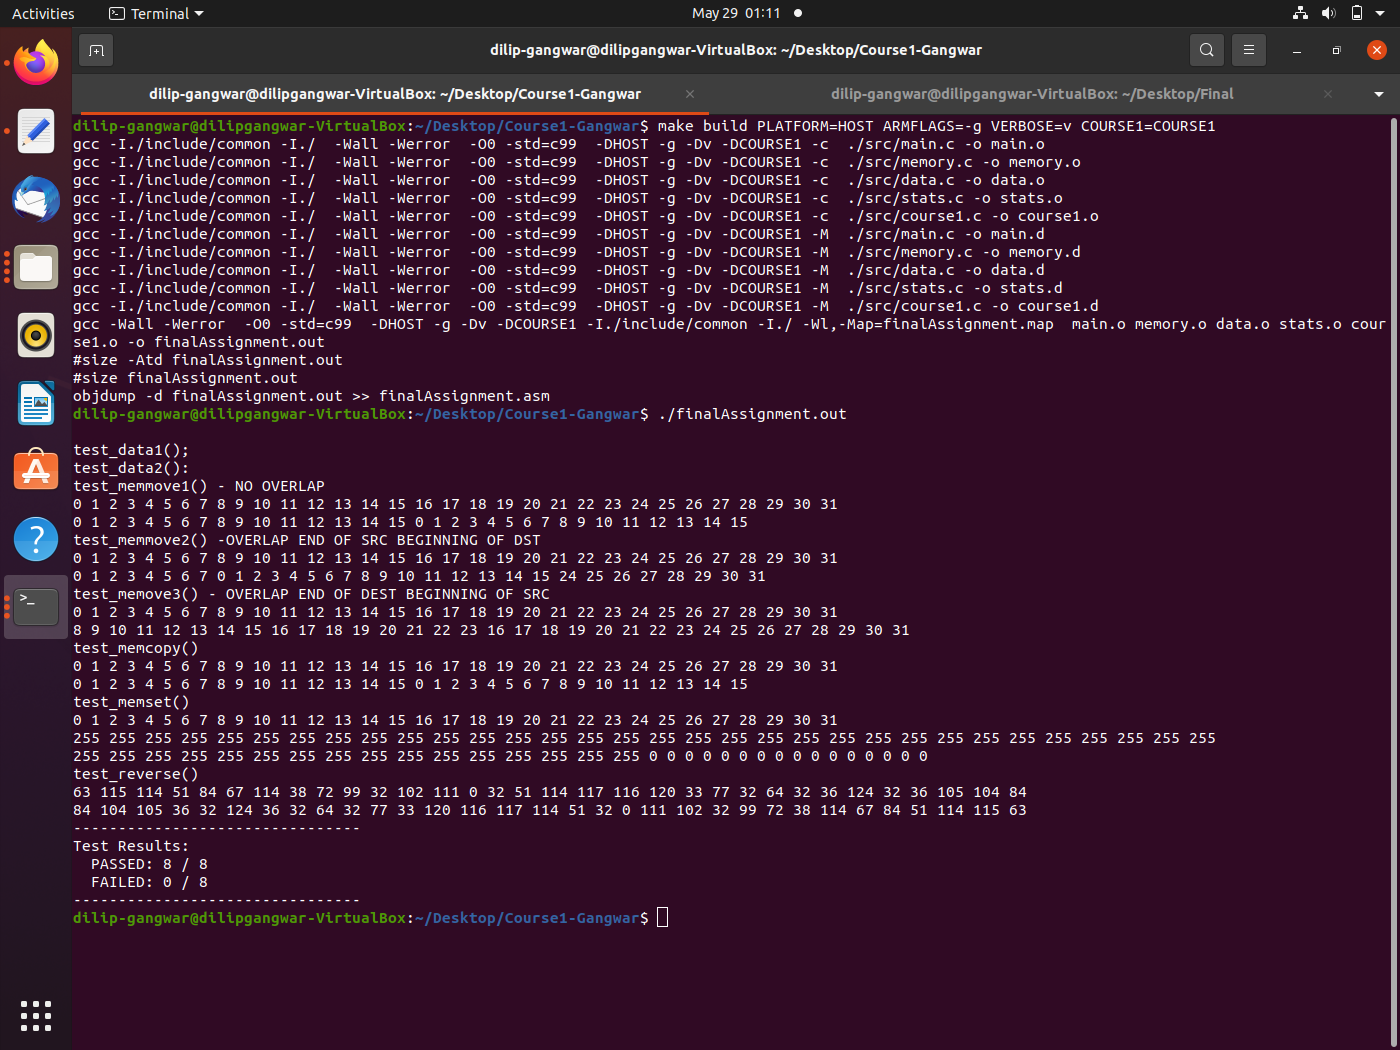 Activities Terminal May 29 01:11
dilip-gangwar@dilipgangwar-VirtualBox: ~/Desktop/Course1-Gangwar
dilip-gangwar@dilipgangwar-VirtualBox: ~/Desktop/Course1-Gangwar × dilip-gangwar@dilipgangwar-VirtualBox: ~/Desktop/Final ×
dilip-gangwar@dilipgangwar-VirtualBox:~/Desktop/Course1-Gangwar$ make build PLATFORM=HOST ARMFLAGS=-g VERBOSE=v COURSE1=COURSE1
gcc -I./include/common -I./  -Wall -Werror  -O0 -std=c99  -DHOST -g -Dv -DCOURSE1 -c  ./src/main.c -o main.o
gcc -I./include/common -I./  -Wall -Werror  -O0 -std=c99  -DHOST -g -Dv -DCOURSE1 -c  ./src/memory.c -o memory.o
gcc -I./include/common -I./  -Wall -Werror  -O0 -std=c99  -DHOST -g -Dv -DCOURSE1 -c  ./src/data.c -o data.o
gcc -I./include/common -I./  -Wall -Werror  -O0 -std=c99  -DHOST -g -Dv -DCOURSE1 -c  ./src/stats.c -o stats.o
gcc -I./include/common -I./  -Wall -Werror  -O0 -std=c99  -DHOST -g -Dv -DCOURSE1 -c  ./src/course1.c -o course1.o
gcc -I./include/common -I./  -Wall -Werror  -O0 -std=c99  -DHOST -g -Dv -DCOURSE1 -M  ./src/main.c -o main.d
gcc -I./include/common -I./  -Wall -Werror  -O0 -std=c99  -DHOST -g -Dv -DCOURSE1 -M  ./src/memory.c -o memory.d
gcc -I./include/common -I./  -Wall -Werror  -O0 -std=c99  -DHOST -g -Dv -DCOURSE1 -M  ./src/data.c -o data.d
gcc -I./include/common -I./  -Wall -Werror  -O0 -std=c99  -DHOST -g -Dv -DCOURSE1 -M  ./src/stats.c -o stats.d
gcc -I./include/common -I./  -Wall -Werror  -O0 -std=c99  -DHOST -g -Dv -DCOURSE1 -M  ./src/course1.c -o course1.d
gcc -Wall -Werror  -O0 -std=c99  -DHOST -g -Dv -DCOURSE1 -I./include/common -I./ -Wl,-Map=finalAssignment.map  main.o memory.o data.o stats.o cour
se1.o -o finalAssignment.out
#size -Atd finalAssignment.out
#size finalAssignment.out
objdump -d finalAssignment.out >> finalAssignment.asm
dilip-gangwar@dilipgangwar-VirtualBox:~/Desktop/Course1-Gangwar$ ./finalAssignment.out
test_data1();
test_data2():
test_memmove1() - NO OVERLAP
0 1 2 3 4 5 6 7 8 9 10 11 12 13 14 15 16 17 18 19 20 21 22 23 24 25 26 27 28 29 30 31
0 1 2 3 4 5 6 7 8 9 10 11 12 13 14 15 0 1 2 3 4 5 6 7 8 9 10 11 12 13 14 15
test_memmove2() -OVERLAP END OF SRC BEGINNING OF DST
0 1 2 3 4 5 6 7 8 9 10 11 12 13 14 15 16 17 18 19 20 21 22 23 24 25 26 27 28 29 30 31
0 1 2 3 4 5 6 7 0 1 2 3 4 5 6 7 8 9 10 11 12 13 14 15 24 25 26 27 28 29 30 31
test_memove3() - OVERLAP END OF DEST BEGINNING OF SRC
0 1 2 3 4 5 6 7 8 9 10 11 12 13 14 15 16 17 18 19 20 21 22 23 24 25 26 27 28 29 30 31
8 9 10 11 12 13 14 15 16 17 18 19 20 21 22 23 16 17 18 19 20 21 22 23 24 25 26 27 28 29 30 31
test_memcopy()
0 1 2 3 4 5 6 7 8 9 10 11 12 13 14 15 16 17 18 19 20 21 22 23 24 25 26 27 28 29 30 31
0 1 2 3 4 5 6 7 8 9 10 11 12 13 14 15 0 1 2 3 4 5 6 7 8 9 10 11 12 13 14 15
test_memset()
0 1 2 3 4 5 6 7 8 9 10 11 12 13 14 15 16 17 18 19 20 21 22 23 24 25 26 27 28 29 30 31
255 255 255 255 255 255 255 255 255 255 255 255 255 255 255 255 255 255 255 255 255 255 255 255 255 255 255 255 255 255 255 255
255 255 255 255 255 255 255 255 255 255 255 255 255 255 255 255 0 0 0 0 0 0 0 0 0 0 0 0 0 0 0 0
test_reverse()
63 115 114 51 84 67 114 38 72 99 32 102 111 0 32 51 114 117 116 120 33 77 32 64 32 36 124 32 36 105 104 84
84 104 105 36 32 124 36 32 64 32 77 33 120 116 117 114 51 32 0 111 102 32 99 72 38 114 67 84 51 114 115 63
--------------------------------
Test Results:
  PASSED: 8 / 8
  FAILED: 0 / 8
--------------------------------
dilip-gangwar@dilipgangwar-VirtualBox:~/Desktop/Course1-Gangwar$